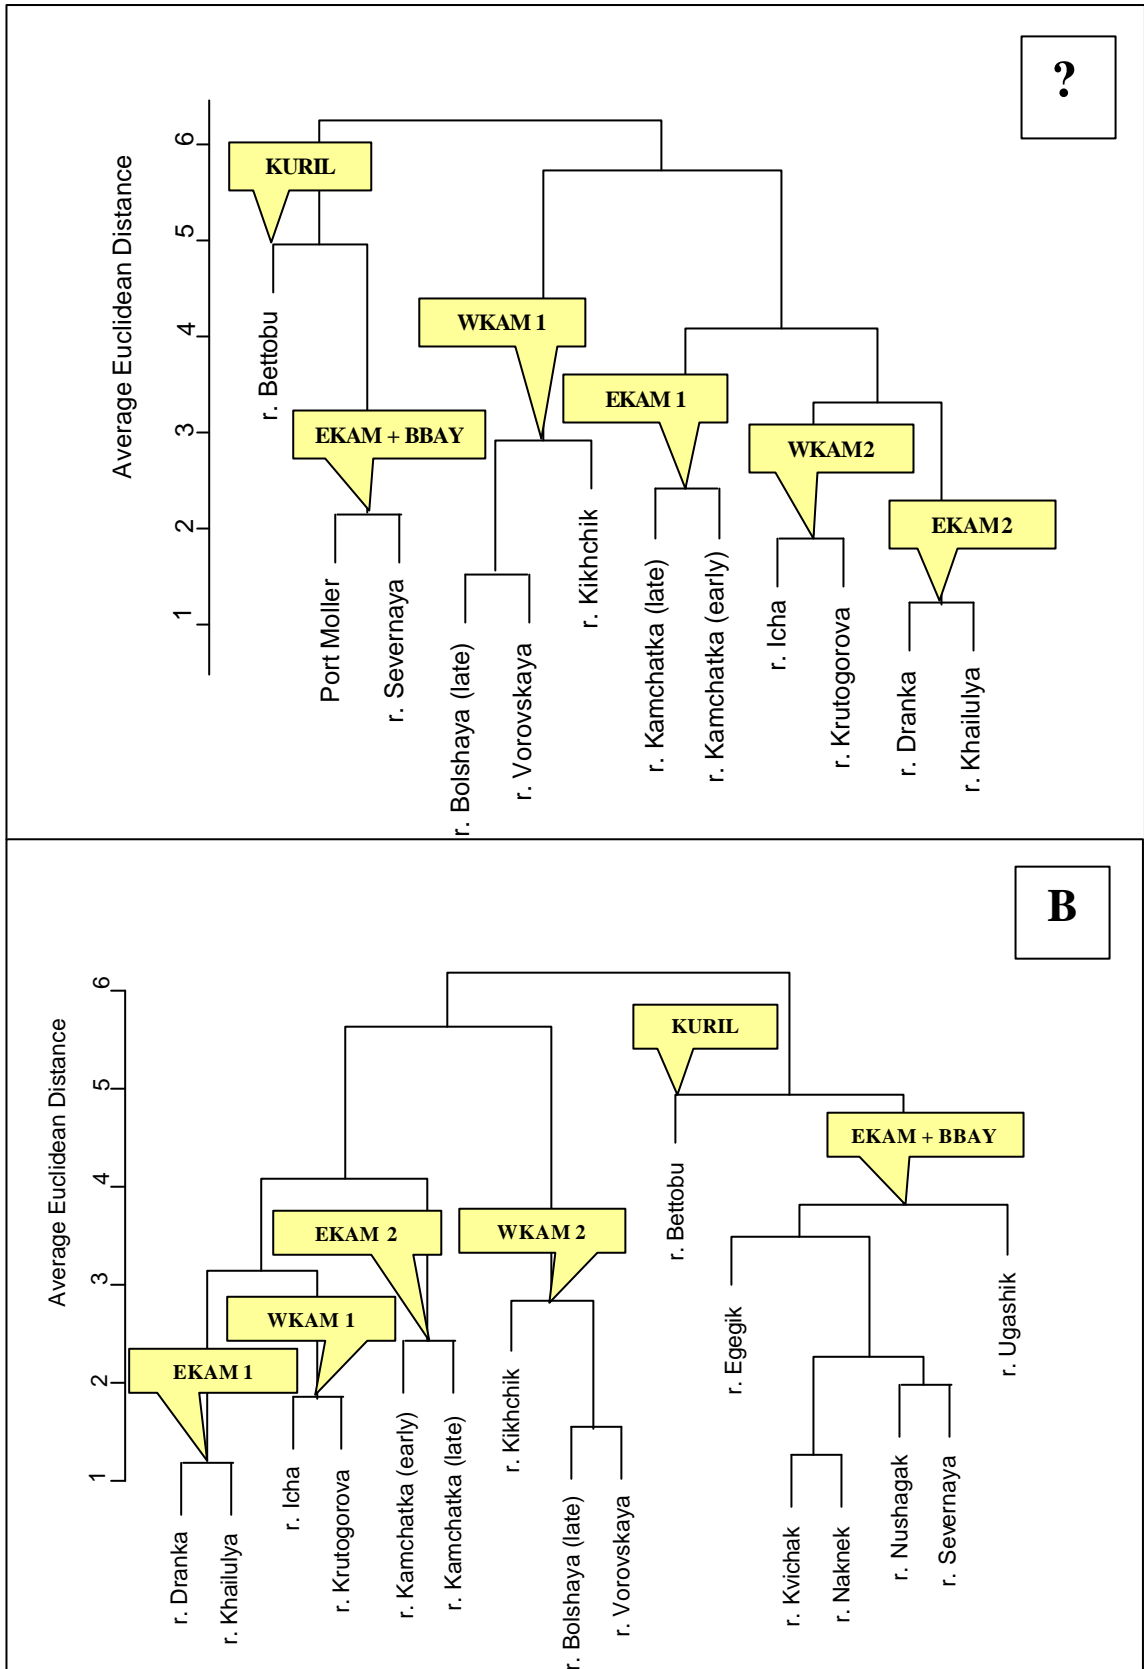 ?
Average Euclidean Distance
6
5
4
3
2
1
KURIL
WKAM 1
EKAM 1
EKAM + BBAY
WKAM2
EKAM2
r. Bettobu
Port Moller
r. Severnaya
r. Bolshaya (late)
r. Vorovskaya
r. Kikhchik
r. Kamchatka (late)
r. Kamchatka (early)
r. Icha
r. Krutogorova
r. Dranka
r. Khailulya
B
Average Euclidean Distance
6
5
4
3
2
1
KURIL
EKAM + BBAY
EKAM 2
WKAM 2
WKAM 1
EKAM 1
r. Dranka
r. Khailulya
r. Icha
r. Krutogorova
r. Kamchatka (early)
r. Kamchatka (late)
r. Kikhchik
r. Bolshaya (late)
r. Vorovskaya
r. Bettobu
r. Egegik
r. Kvichak
r. Naknek
r. Nushagak
r. Severnaya
r. Ugashik